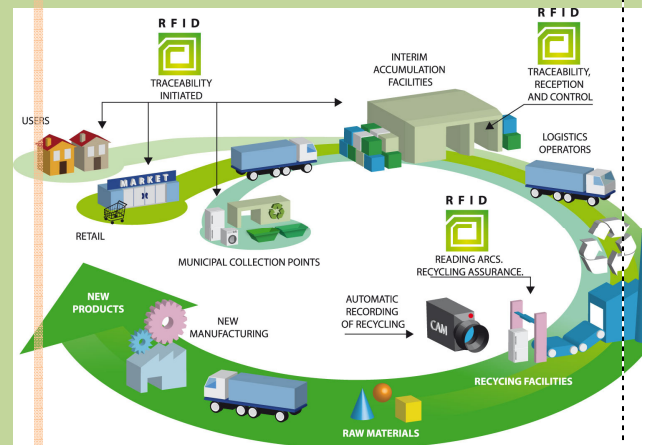 RFID
TRACEABILITY
INITIATED
RFID
TRACEABILITY,
RECEPTION
AND CONTROL
INTERIM
ACCUMULATION
FACILITIES
USERS
LOGISTICS
OPERATORS
MARKET
RETAIL
MUNICIPAL COLLECTION POINTS
RFID
READING ARCS.
RECYCLING ASSURANCE.
NEW
PRODUCTS
NEW
MANUFACTURING
AUTOMATIC
RECORDING
OF RECYCLING
CAM
RECYCING FACILITIES
RAW MATERIALS